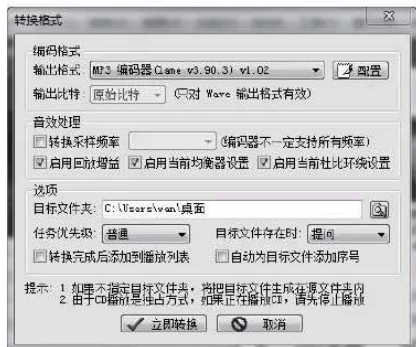 转换格式
编码格式
输出格式: MP3 编码器(Lame v3.90.3) v1.02 配置
输出比特: 原始比特 (只对 Wave 输出格式有效)
音效处理
转换采样频率 (编码器不一定支持所有频率)
启用回放增益 启用当前均衡器设置 启用当前杜比环绕设置
选项
目标文件夹: C:\Users\wan\桌面
任务优先级: 普通 目标文件存在时: 提问
转换完成后添加到播放列表 自动为目标文件添加序号
提示: 1. 如果不指定目标文件夹, 将把目标文件生成在源文件夹内
2. 由于CD播放是独占方式, 如果正在播放CD, 请先停止播放
立即转换 取消